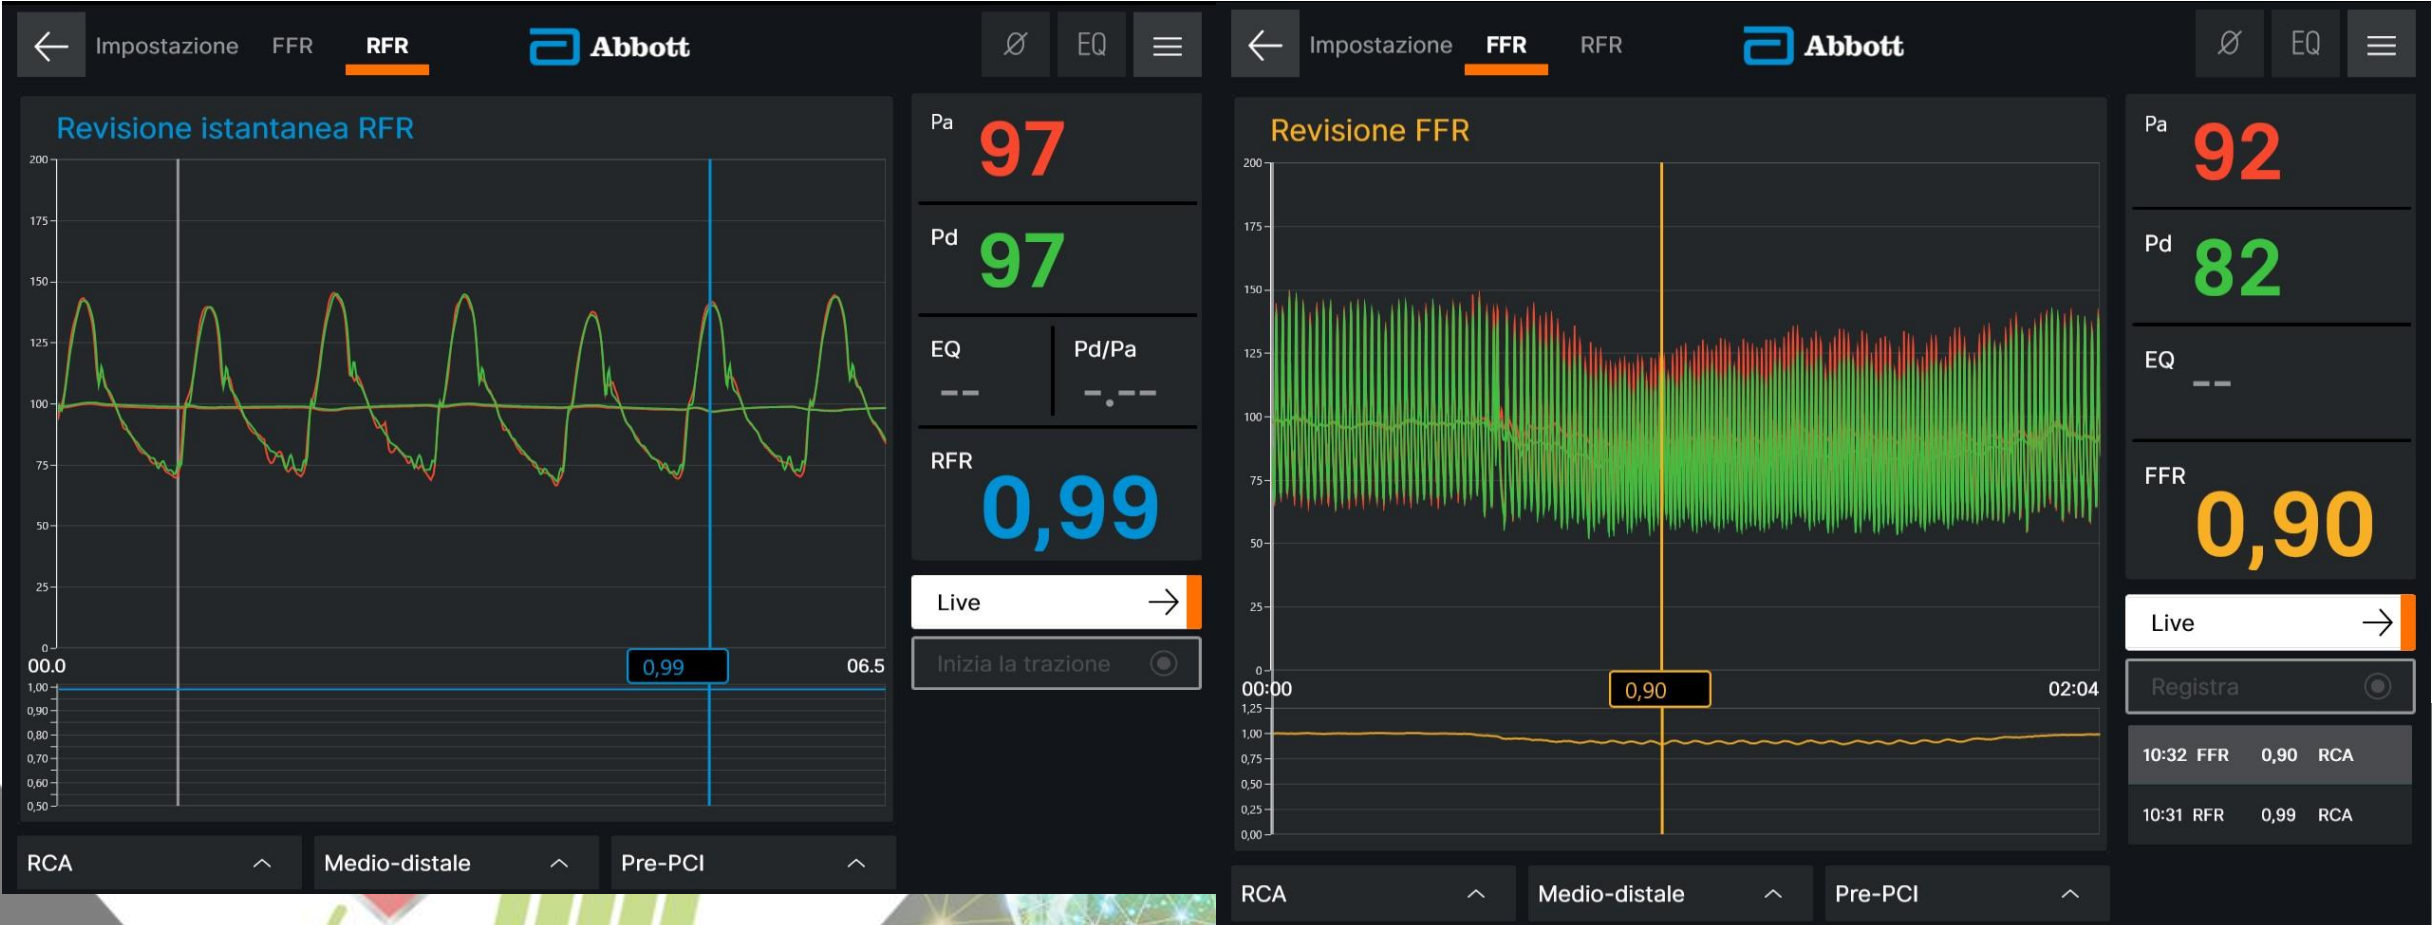 Impostazione FFR RFR
Abbott
Ø EQ
Revisione istantanea RFR
200
175
150
125
100
75
50
25
0
00.0 0,99 06.5
1,00
0,90
0,80
0,70
0,60
0,50
Pa 97
Pd 97
EQ Pd/Pa
-- -.--
RFR
0,99
Live
Inizia la trazione
RCA Medio-distale Pre-PCI
Impostazione FFR RFR
Abbott
Ø EQ
Revisione FFR
200
175
150
125
100
75
50
25
0
00:00 0,90 02:04
1,25
1,00
0,75
0,50
0,25
0,00
Pa 92
Pd 82
EQ
--
FFR
0,90
Live
Registra
10:32 FFR 0,90 RCA
10:31 RFR 0,99 RCA
RCA Medio-distale Pre-PCI